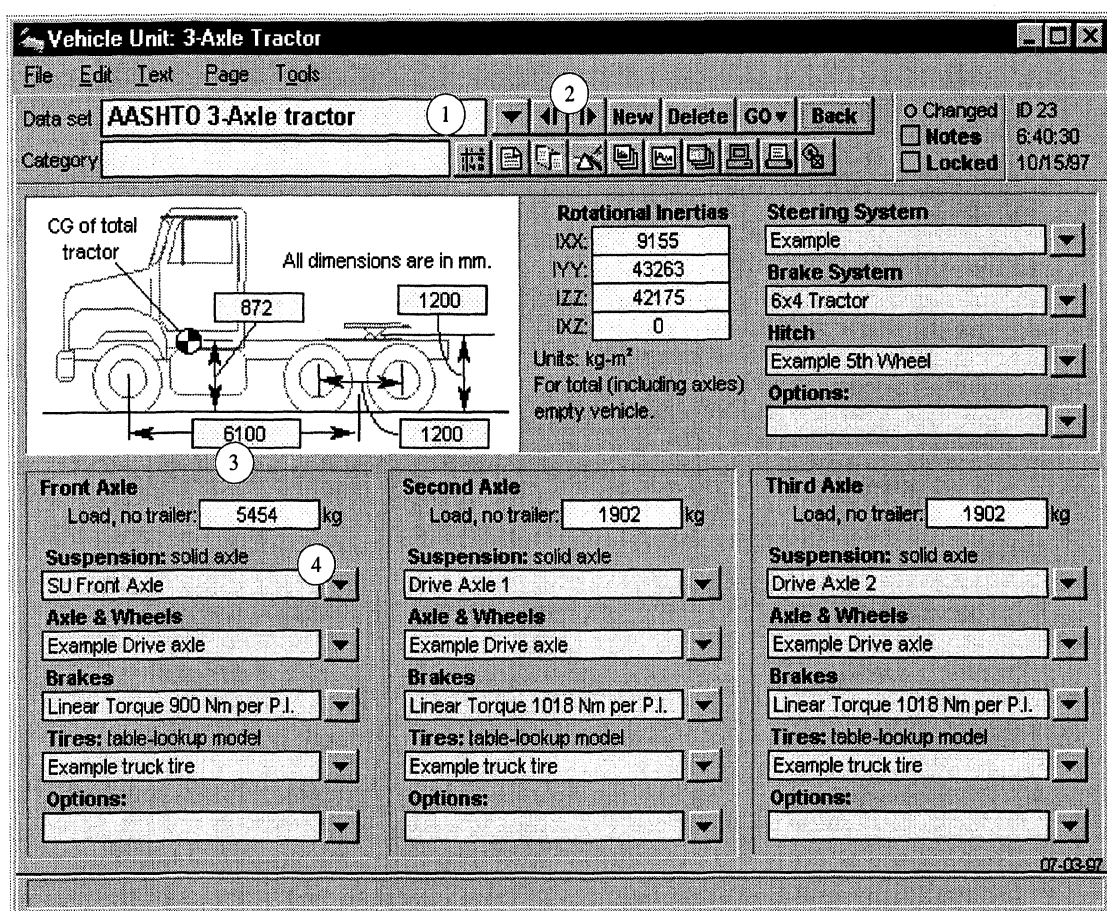 Vehicle Unit: 3-Axle Tractor
File Edit Text Page Tools
Data set AASHTO 3-Axle tractor 1 2 New Delete GO Back
Category
Changed ID 23
Notes 6:40:30
Locked 10/15/97
CG of total
tractor
All dimensions are in mm.
872
1200
6100
1200
3
Rotational Inertias
IXX: 9155
IYY: 43263
IZZ: 42175
IXZ: 0
Units: kg-m²
For total (including axles)
empty vehicle.
Steering System
Example
Brake System
6x4 Tractor
Hitch
Example 5th Wheel
Options:
Front Axle
Load, no trailer: 5454 kg
Suspension: solid axle
4
SU Front Axle
Axle & Wheels
Example Drive axle
Brakes
Linear Torque 900 Nm per P.I.
Tires: table-lookup model
Example truck tire
Options:
Second Axle
Load, no trailer: 1902 kg
Suspension: solid axle
Drive Axle 1
Axle & Wheels
Example Drive axle
Brakes
Linear Torque 1018 Nm per P.I.
Tires: table-lookup model
Example truck tire
Options:
Third Axle
Load, no trailer: 1902 kg
Suspension: solid axle
Drive Axle 2
Axle & Wheels
Example Drive axle
Brakes
Linear Torque 1018 Nm per P.I.
Tires: table-lookup model
Example truck tire
Options:
07-03-97